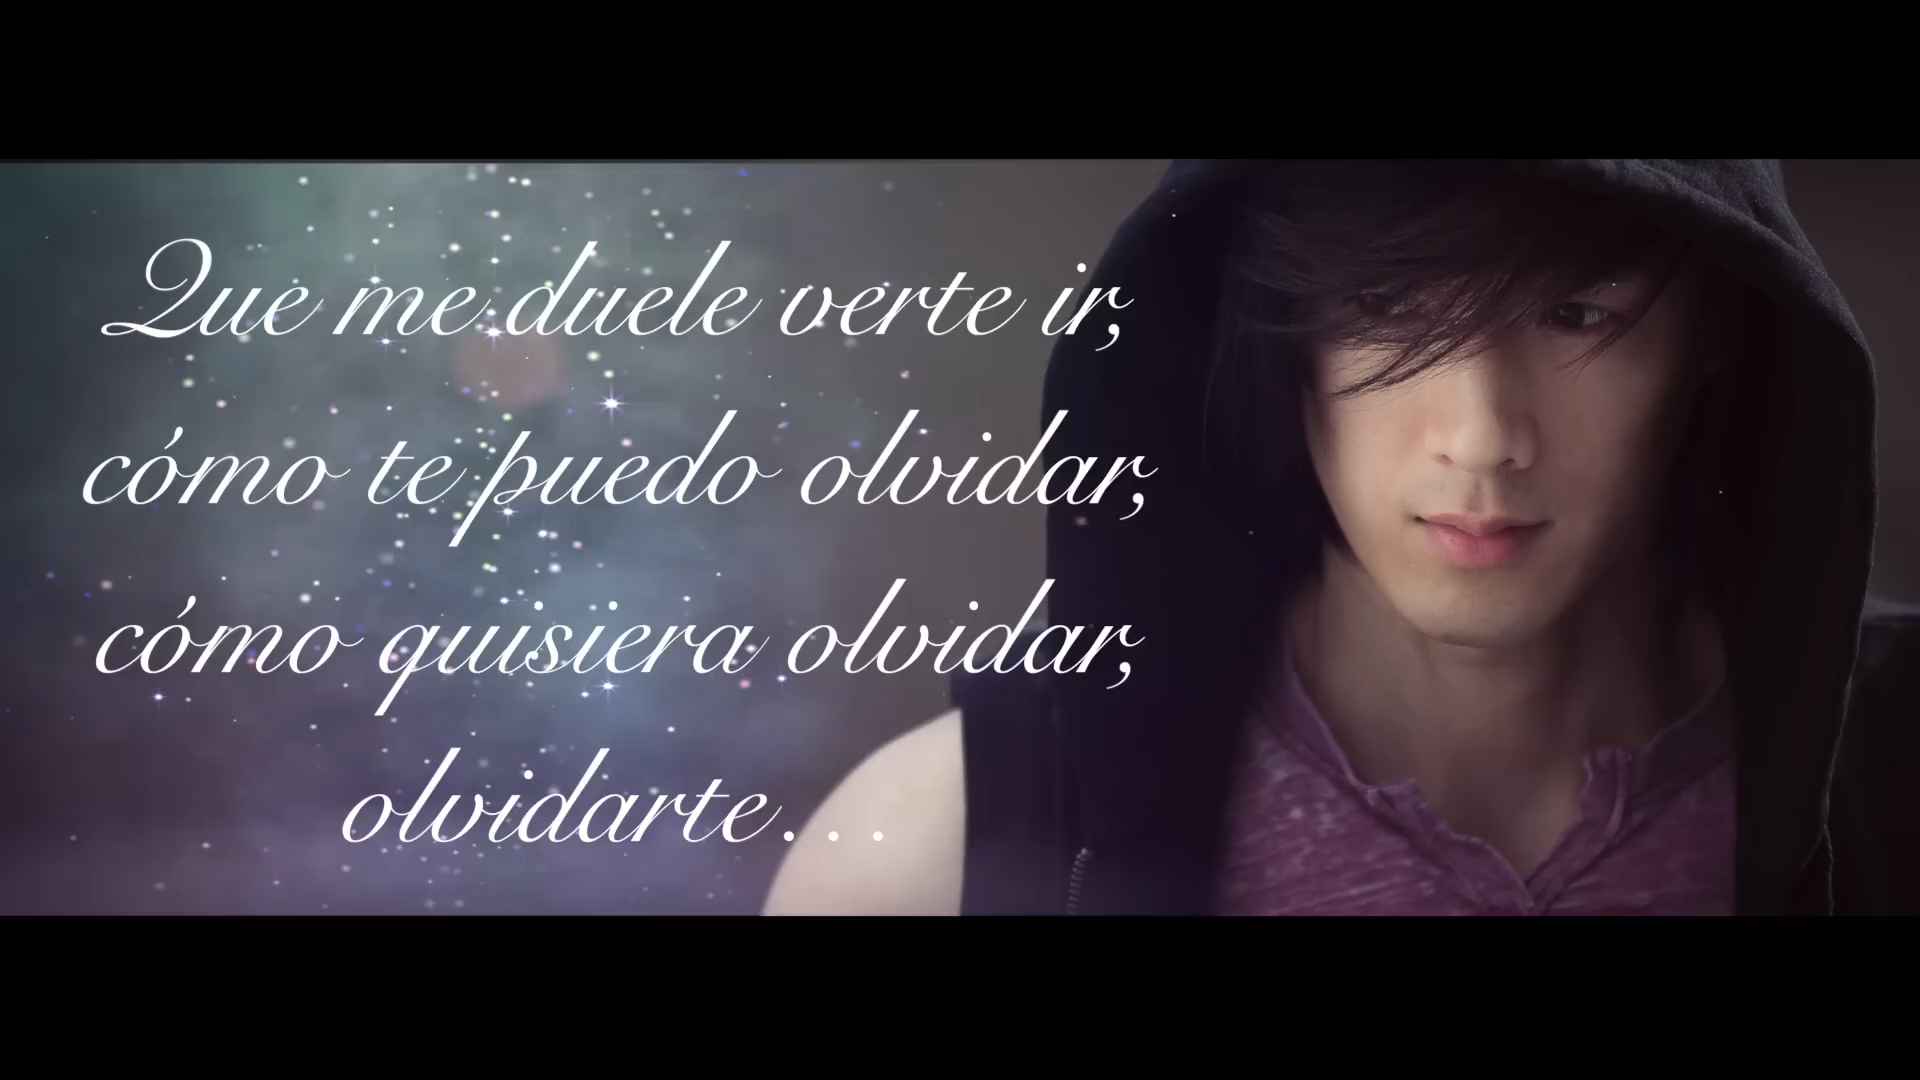 Que me duele verte ir,
cómo te puedo olvidar,
cómo quisiera olvidar,
olvidarte...